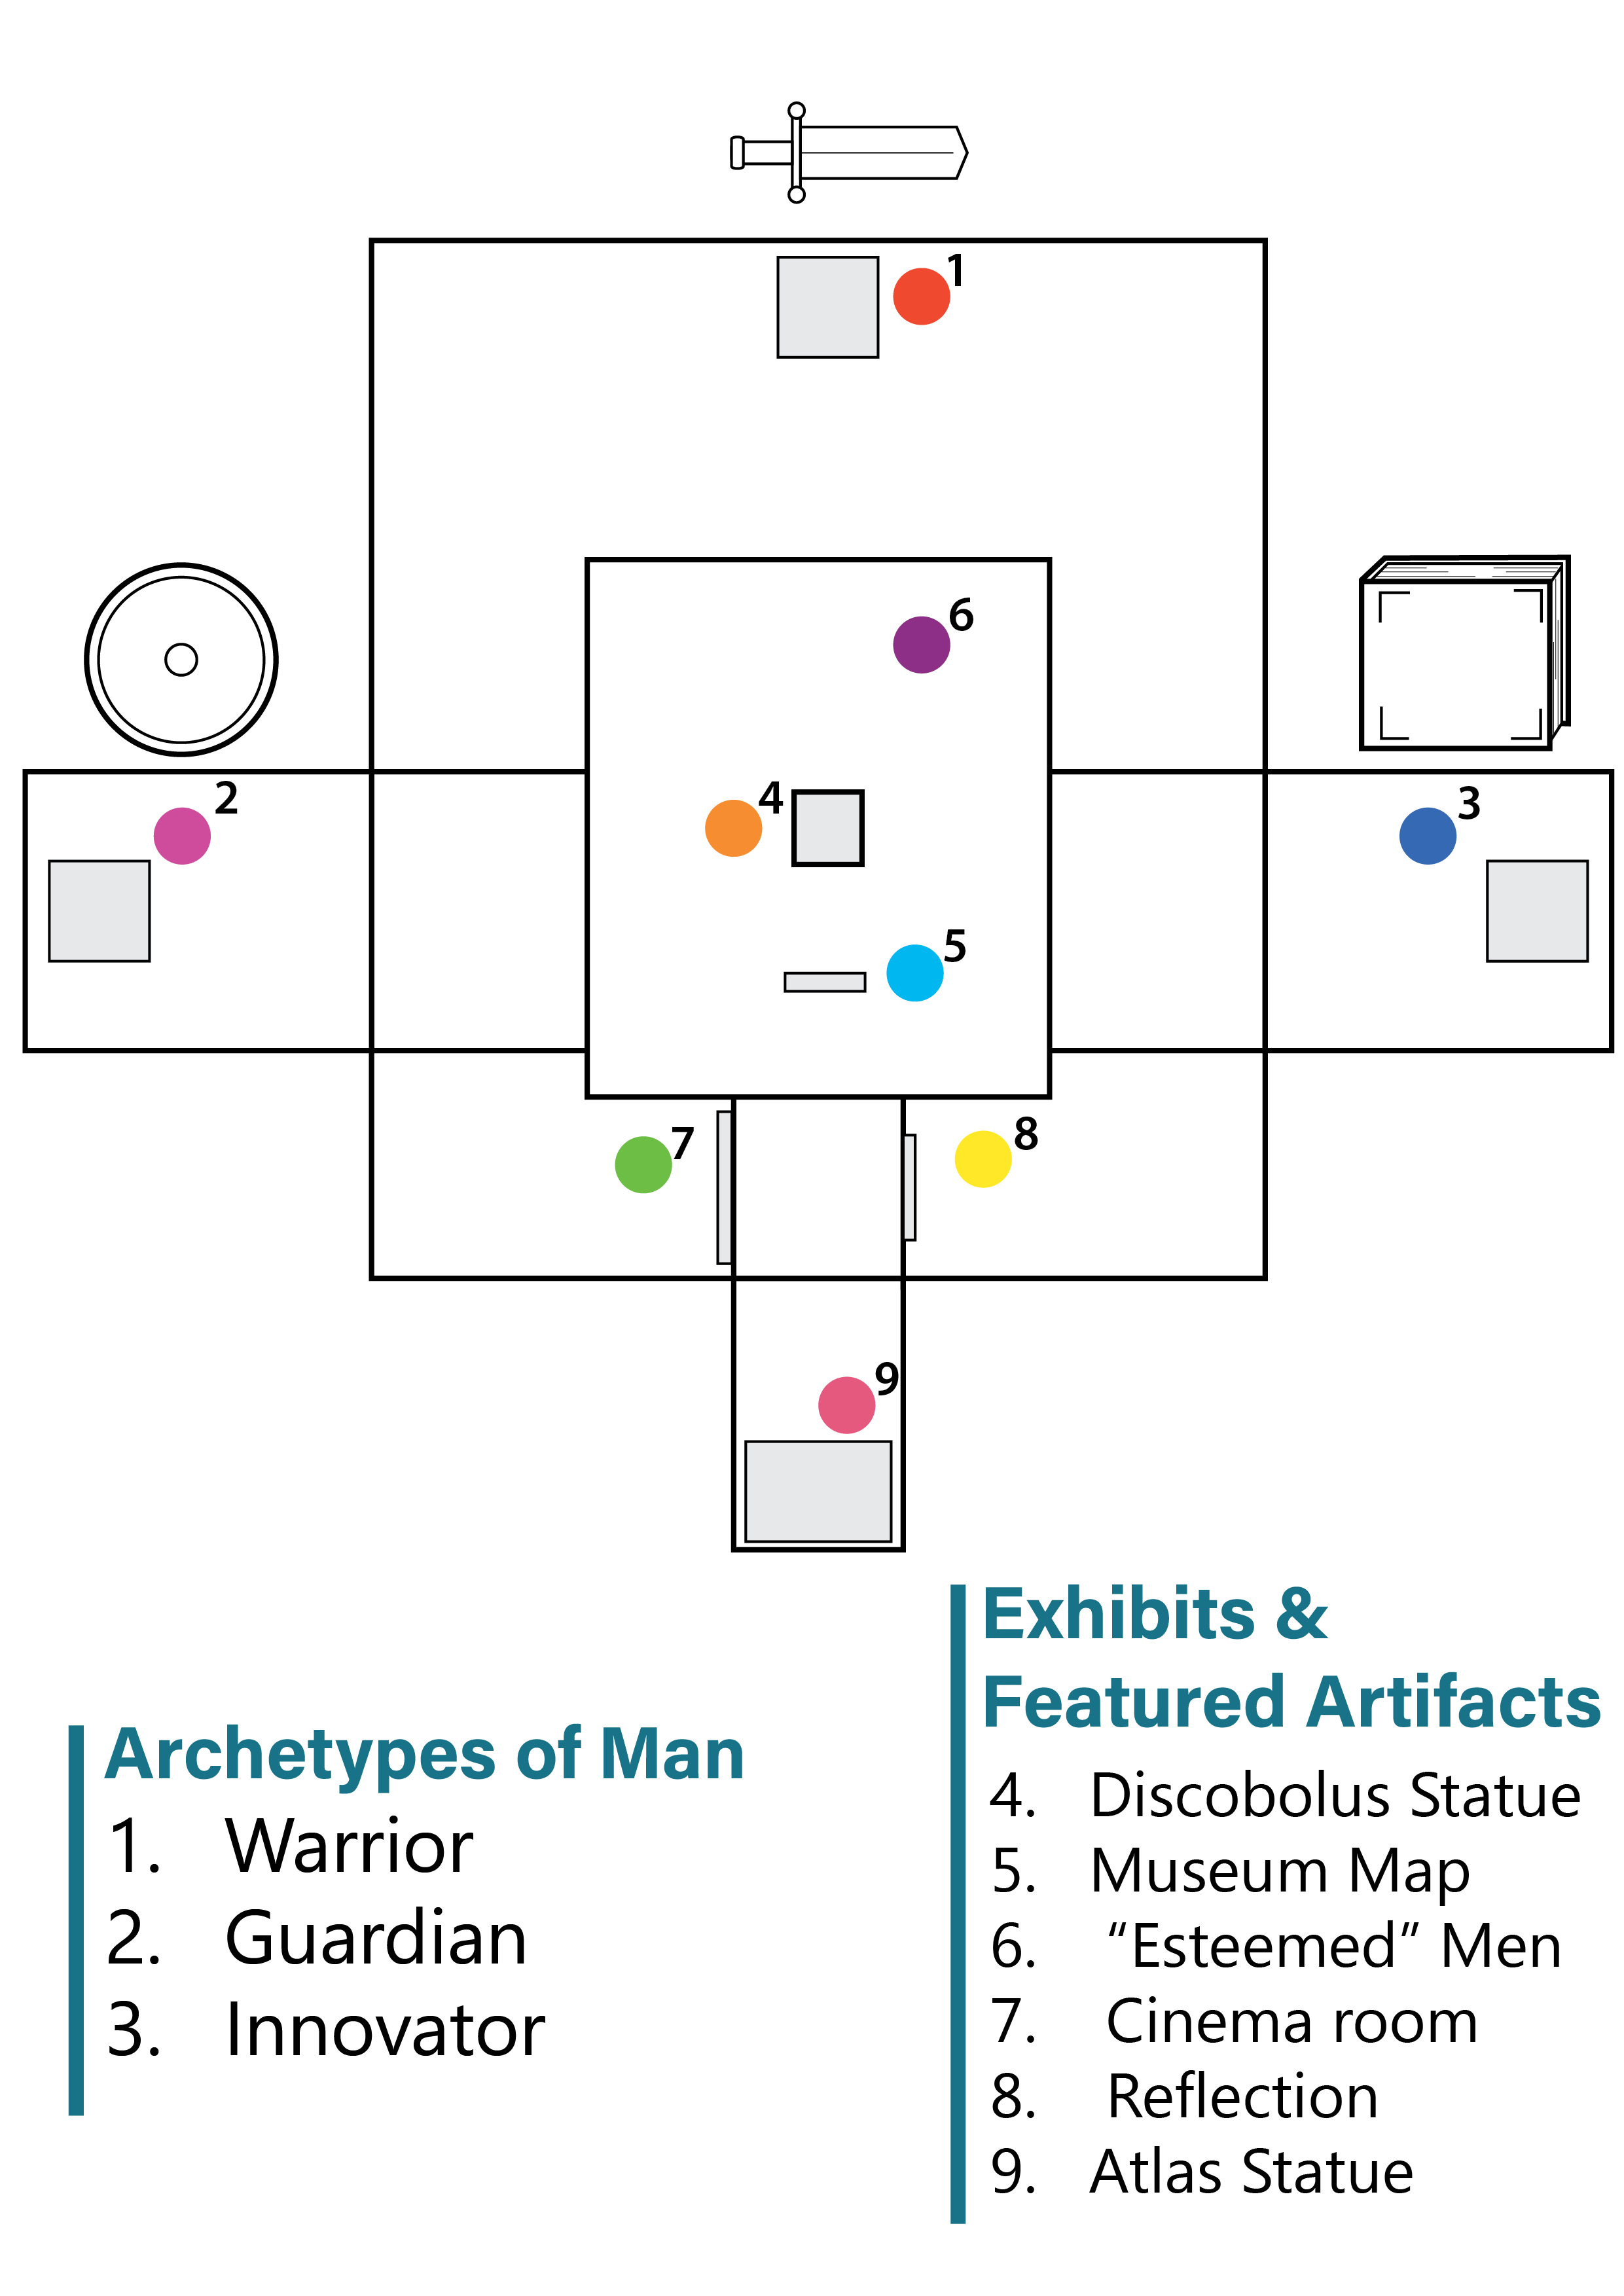 1
6
2
4
3
5
7
8
9
Archetypes of Man
1. Warrior
2. Guardian
3. Innovator
Exhibits &
Featured Artifacts
4. Discobolus Statue
5. Museum Map
6. “Esteemed” Men
7. Cinema room
8. Reflection
9. Atlas Statue